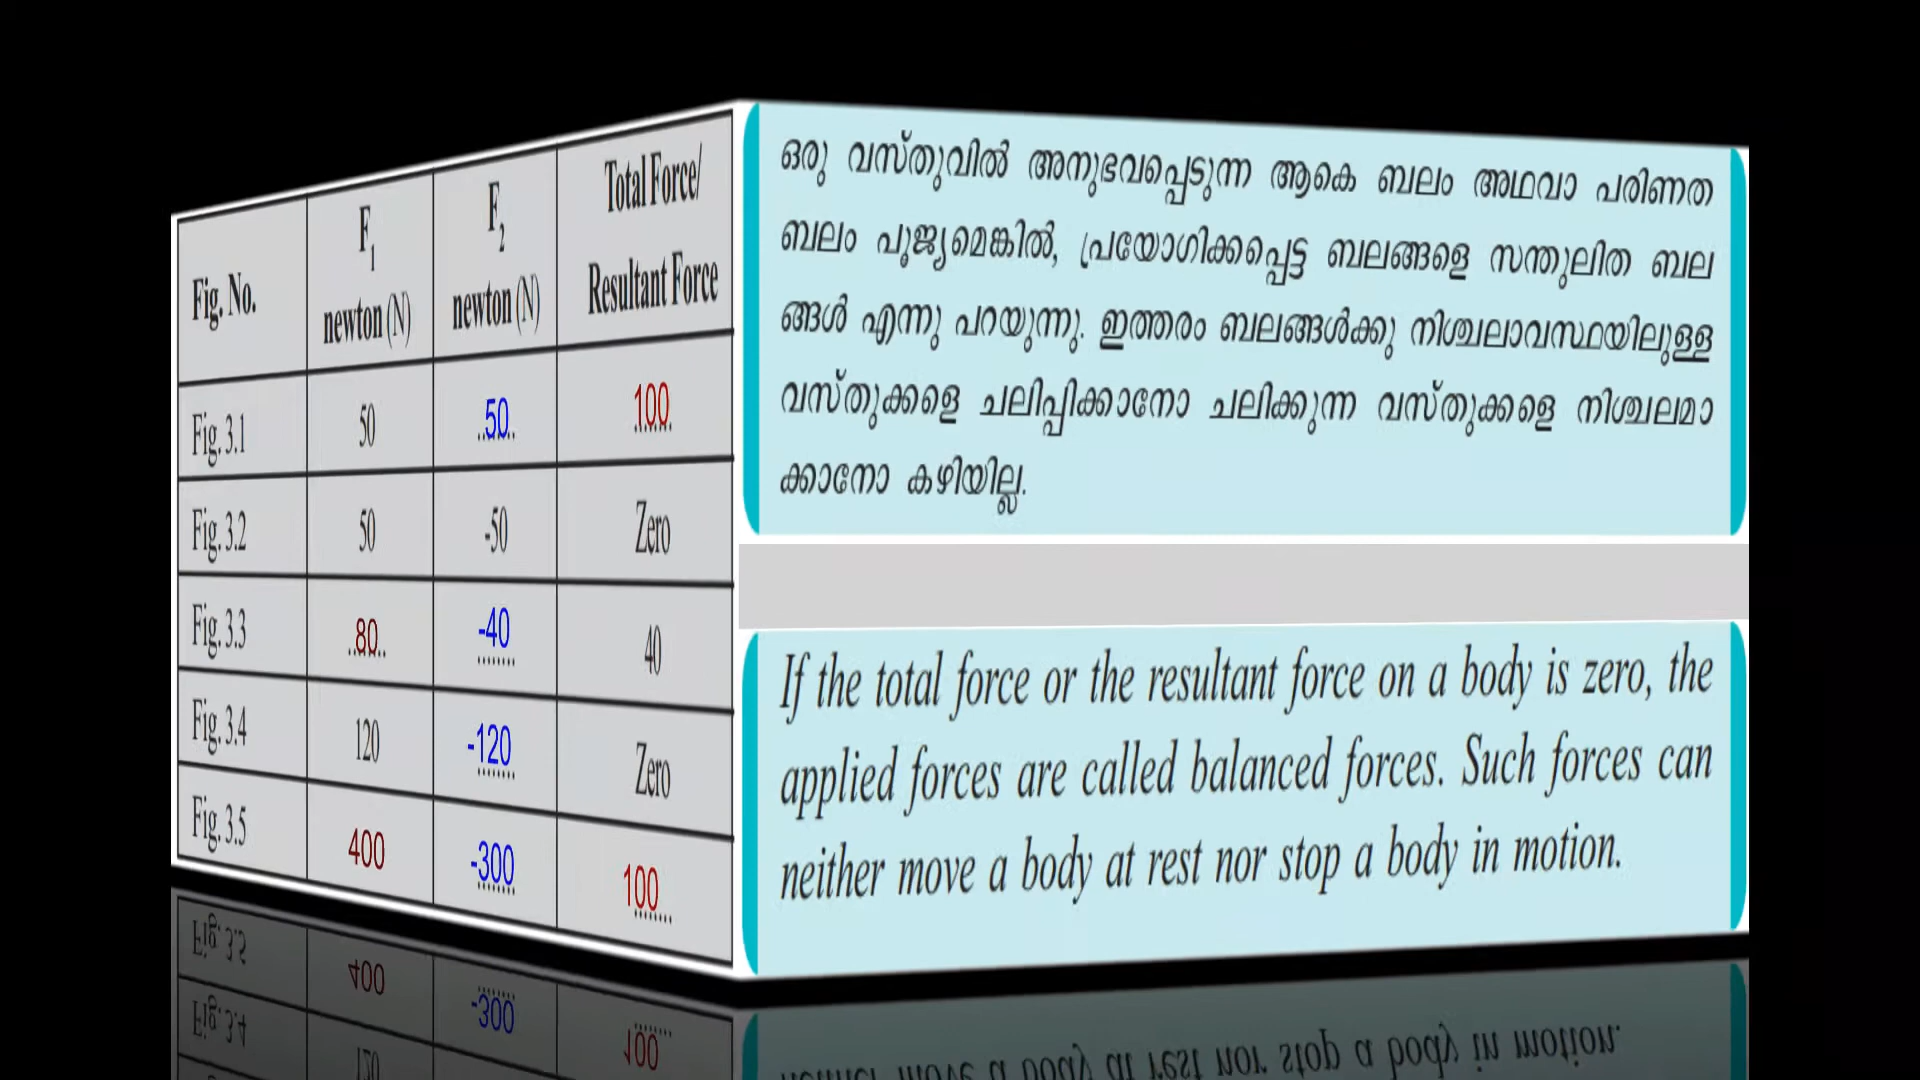 Fig. No. F1 newton (N) F2 newton (N) Total Force/ Resultant Force
Fig. 3.1 50 50 100
Fig. 3.2 50 -50 Zero
Fig. 3.3 80 -40 40
Fig. 3.4 120 -120 Zero
Fig. 3.5 400 -300 100
ഒരു വസ്തുവിൽ അനുഭവപ്പെടുന്ന ആകെ ബലം അഥവാ പരിണത
ബലം പൂജ്യമെങ്കിൽ, പ്രയോഗിക്കപ്പെട്ട ബലങ്ങളെ സന്തുലിത ബല
ങ്ങൾ എന്നു പറയുന്നു. ഇത്തരം ബലങ്ങൾക്കു നിശ്ചലാവസ്ഥയിലുള്ള
വസ്തുക്കളെ ചലിപ്പിക്കാനോ ചലിക്കുന്ന വസ്തുക്കളെ നിശ്ചലമാ
ക്കാനോ കഴിയില്ല.
If the total force or the resultant force on a body is zero, the
applied forces are called balanced forces. Such forces can
neither move a body at rest nor stop a body in motion.